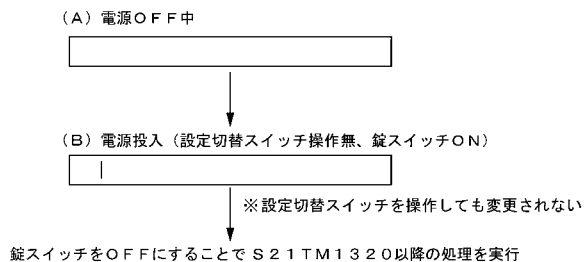 （Ａ）電源ＯＦＦ中
（Ｂ）電源投入（設定切替スイッチ操作無、錠スイッチＯＮ）
※設定切替スイッチを操作しても変更されない
錠スイッチをＯＦＦにすることでＳ２１ＴＭ１３２０以降の処理を実行